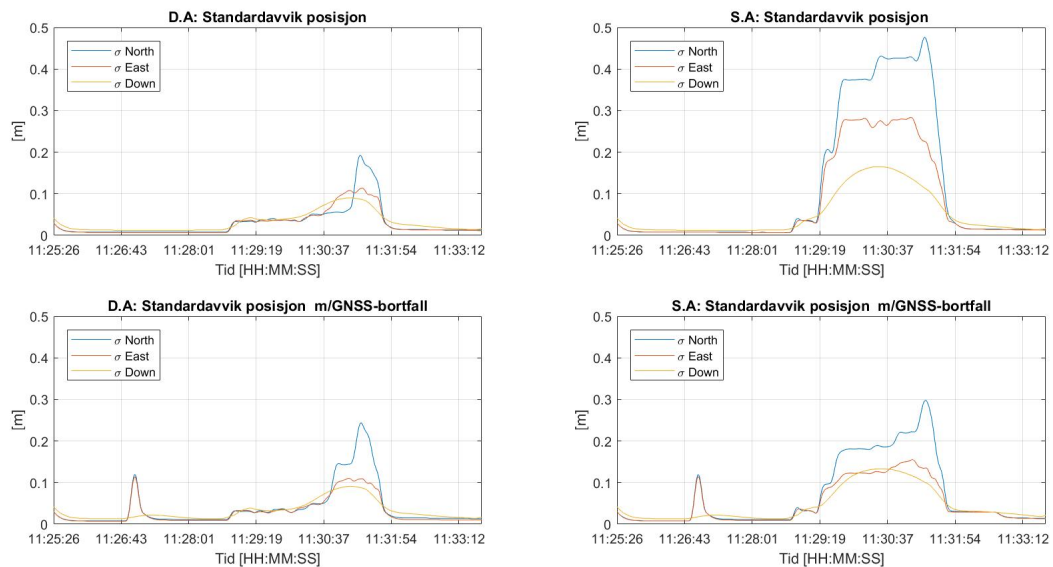 D.A: Standardavvik posisjon
0.5
0.4
0.3
0.2
0.1
0
[m]
σ North
σ East
σ Down
11:25:26 11:26:43 11:28:01 11:29:19 11:30:37 11:31:54 11:33:12
Tid [HH:MM:SS]
S.A: Standardavvik posisjon
0.5
0.4
0.3
0.2
0.1
0
[m]
σ North
σ East
σ Down
11:25:26 11:26:43 11:28:01 11:29:19 11:30:37 11:31:54 11:33:12
Tid [HH:MM:SS]
D.A: Standardavvik posisjon m/GNSS-bortfall
0.5
0.4
0.3
0.2
0.1
0
[m]
σ North
σ East
σ Down
11:25:26 11:26:43 11:28:01 11:29:19 11:30:37 11:31:54 11:33:12
Tid [HH:MM:SS]
S.A: Standardavvik posisjon m/GNSS-bortfall
0.5
0.4
0.3
0.2
0.1
0
[m]
σ North
σ East
σ Down
11:25:26 11:26:43 11:28:01 11:29:19 11:30:37 11:31:54 11:33:12
Tid [HH:MM:SS]